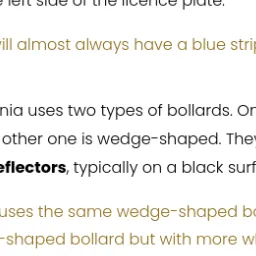 left side of the licence plate.
ill almost always have a blue strip
nia uses two types of bollards. On
other one is wedge-shaped. They
eflectors, typically on a black surf
uses the same wedge-shaped bo
-shaped bollard but with more wh